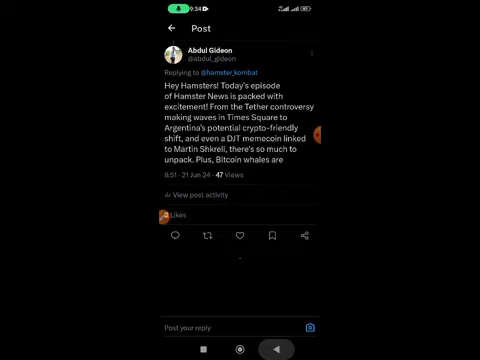 9:34
Post
Abdul Gideon
@abdul_gideon
Replying to @hamster_kombat
Hey Hamsters! Today's episode
of Hamster News is packed with
excitement! From the Tether controversy
making waves in Times Square to
Argentina's potential crypto-friendly
shift, and even a DJT memecoin linked
to Martin Shkreli, there's so much to
unpack. Plus, Bitcoin whales are
8:51 · 21 Jun 24 · 47 Views
View post activity
2 Likes
Post your reply